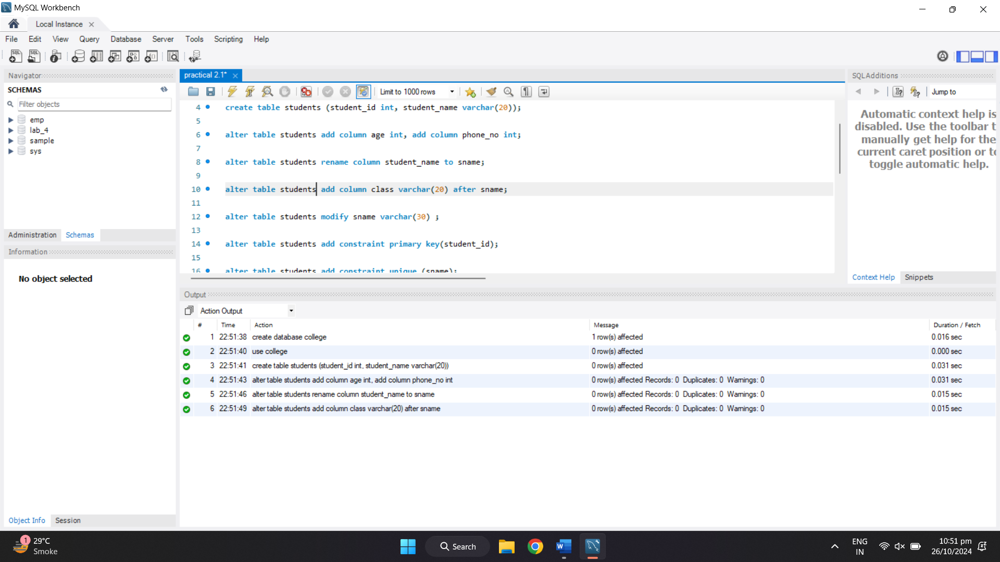 MySQL Workbench
Local Instance
File Edit View Query Database Server Tools Scripting Help
Navigator
SCHEMAS
Filter objects
emp
lab_4
sample
sys
Administration Schemas
Information
No object selected
Object Info Session
practical 2.1*
Limit to 1000 rows
4 create table students (student_id int, student_name varchar(20));
5
6 alter table students add column age int, add column phone_no int;
7
8 alter table students rename column student_name to sname;
9
10 alter table students add column class varchar(20) after sname;
11
12 alter table students modify sname varchar(30) ;
13
14 alter table students add constraint primary key(student_id);
15
16 alter table students add constraint unique (sname);
SQLAdditions
Jump to
Automatic context help is
disabled. Use the toolbar t
manually get help for the
current caret position or to
toggle automatic help.
Context Help Snippets
Output
Action Output
# Time Action Message Duration / Fetch
1 22:51:38 create database college 1 row(s) affected 0.016 sec
2 22:51:40 use college 0 row(s) affected 0.000 sec
3 22:51:41 create table students (student_id int, student_name varchar(20)) 0 row(s) affected 0.031 sec
4 22:51:43 alter table students add column age int, add column phone_no int 0 row(s) affected Records: 0 Duplicates: 0 Warnings: 0 0.031 sec
5 22:51:46 alter table students rename column student_name to sname 0 row(s) affected Records: 0 Duplicates: 0 Warnings: 0 0.015 sec
6 22:51:49 alter table students add column class varchar(20) after sname 0 row(s) affected Records: 0 Duplicates: 0 Warnings: 0 0.015 sec
1
29°C
Smoke
Search
ENG
IN
10:51 pm
26/10/2024